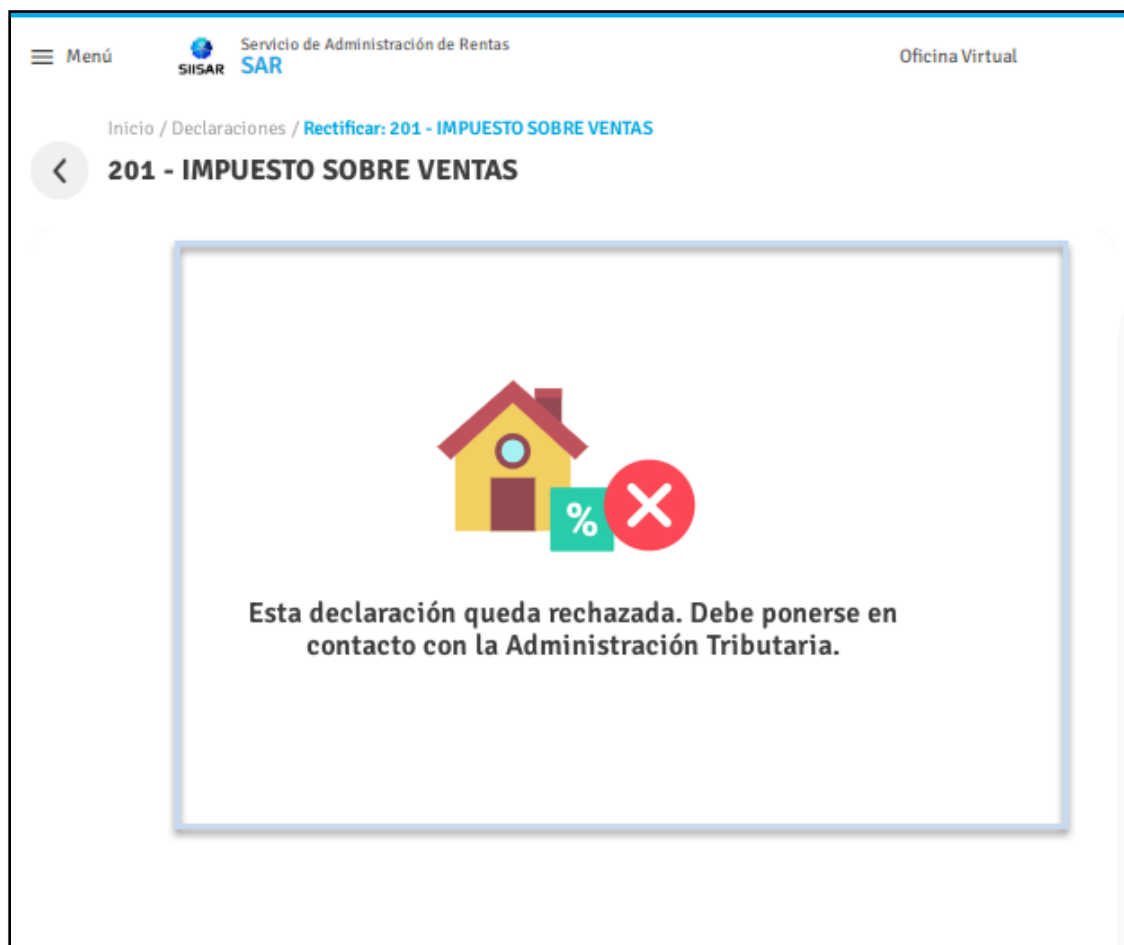 Menú
SIISAR
Servicio de Administración de Rentas
SAR
Oficina Virtual
Inicio / Declaraciones / Rectificar: 201 - IMPUESTO SOBRE VENTAS
201 - IMPUESTO SOBRE VENTAS
%
Esta declaración queda rechazada. Debe ponerse en
contacto con la Administración Tributaria.